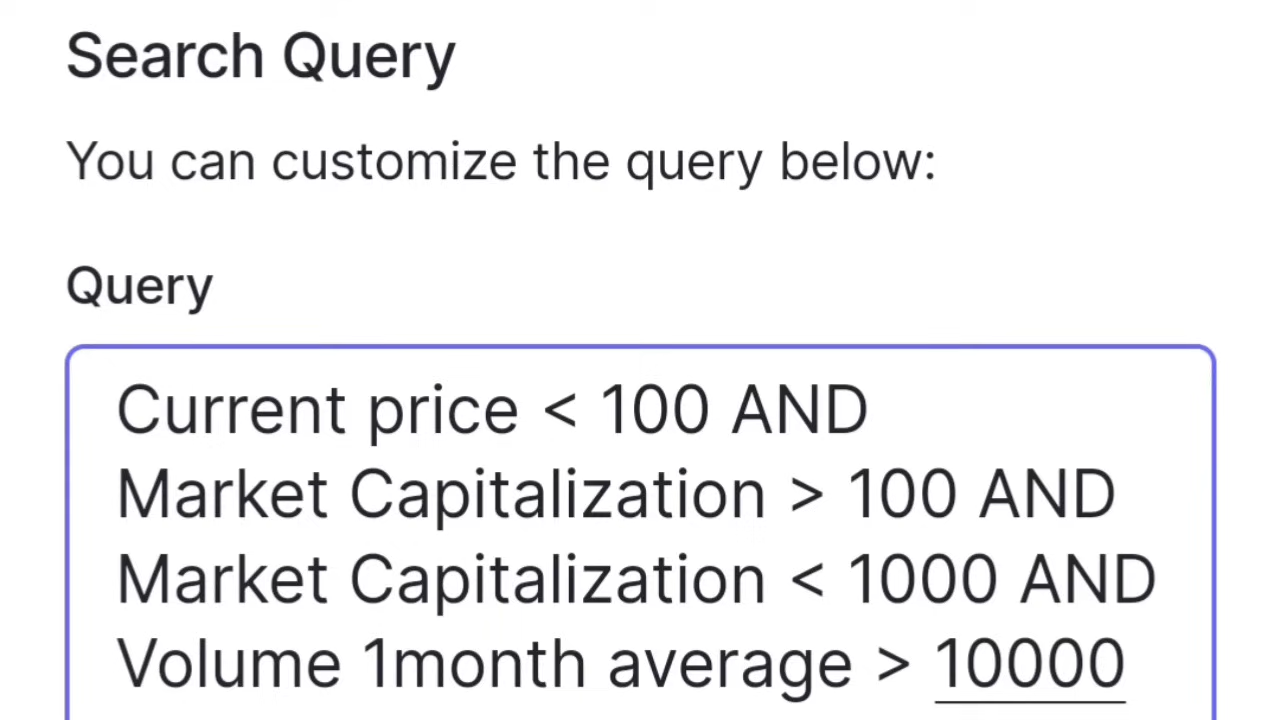 Search Query
You can customize the query below:
Query
Current price < 100 AND
Market Capitalization > 100 AND
Market Capitalization < 1000 AND
Volume 1month average > 10000